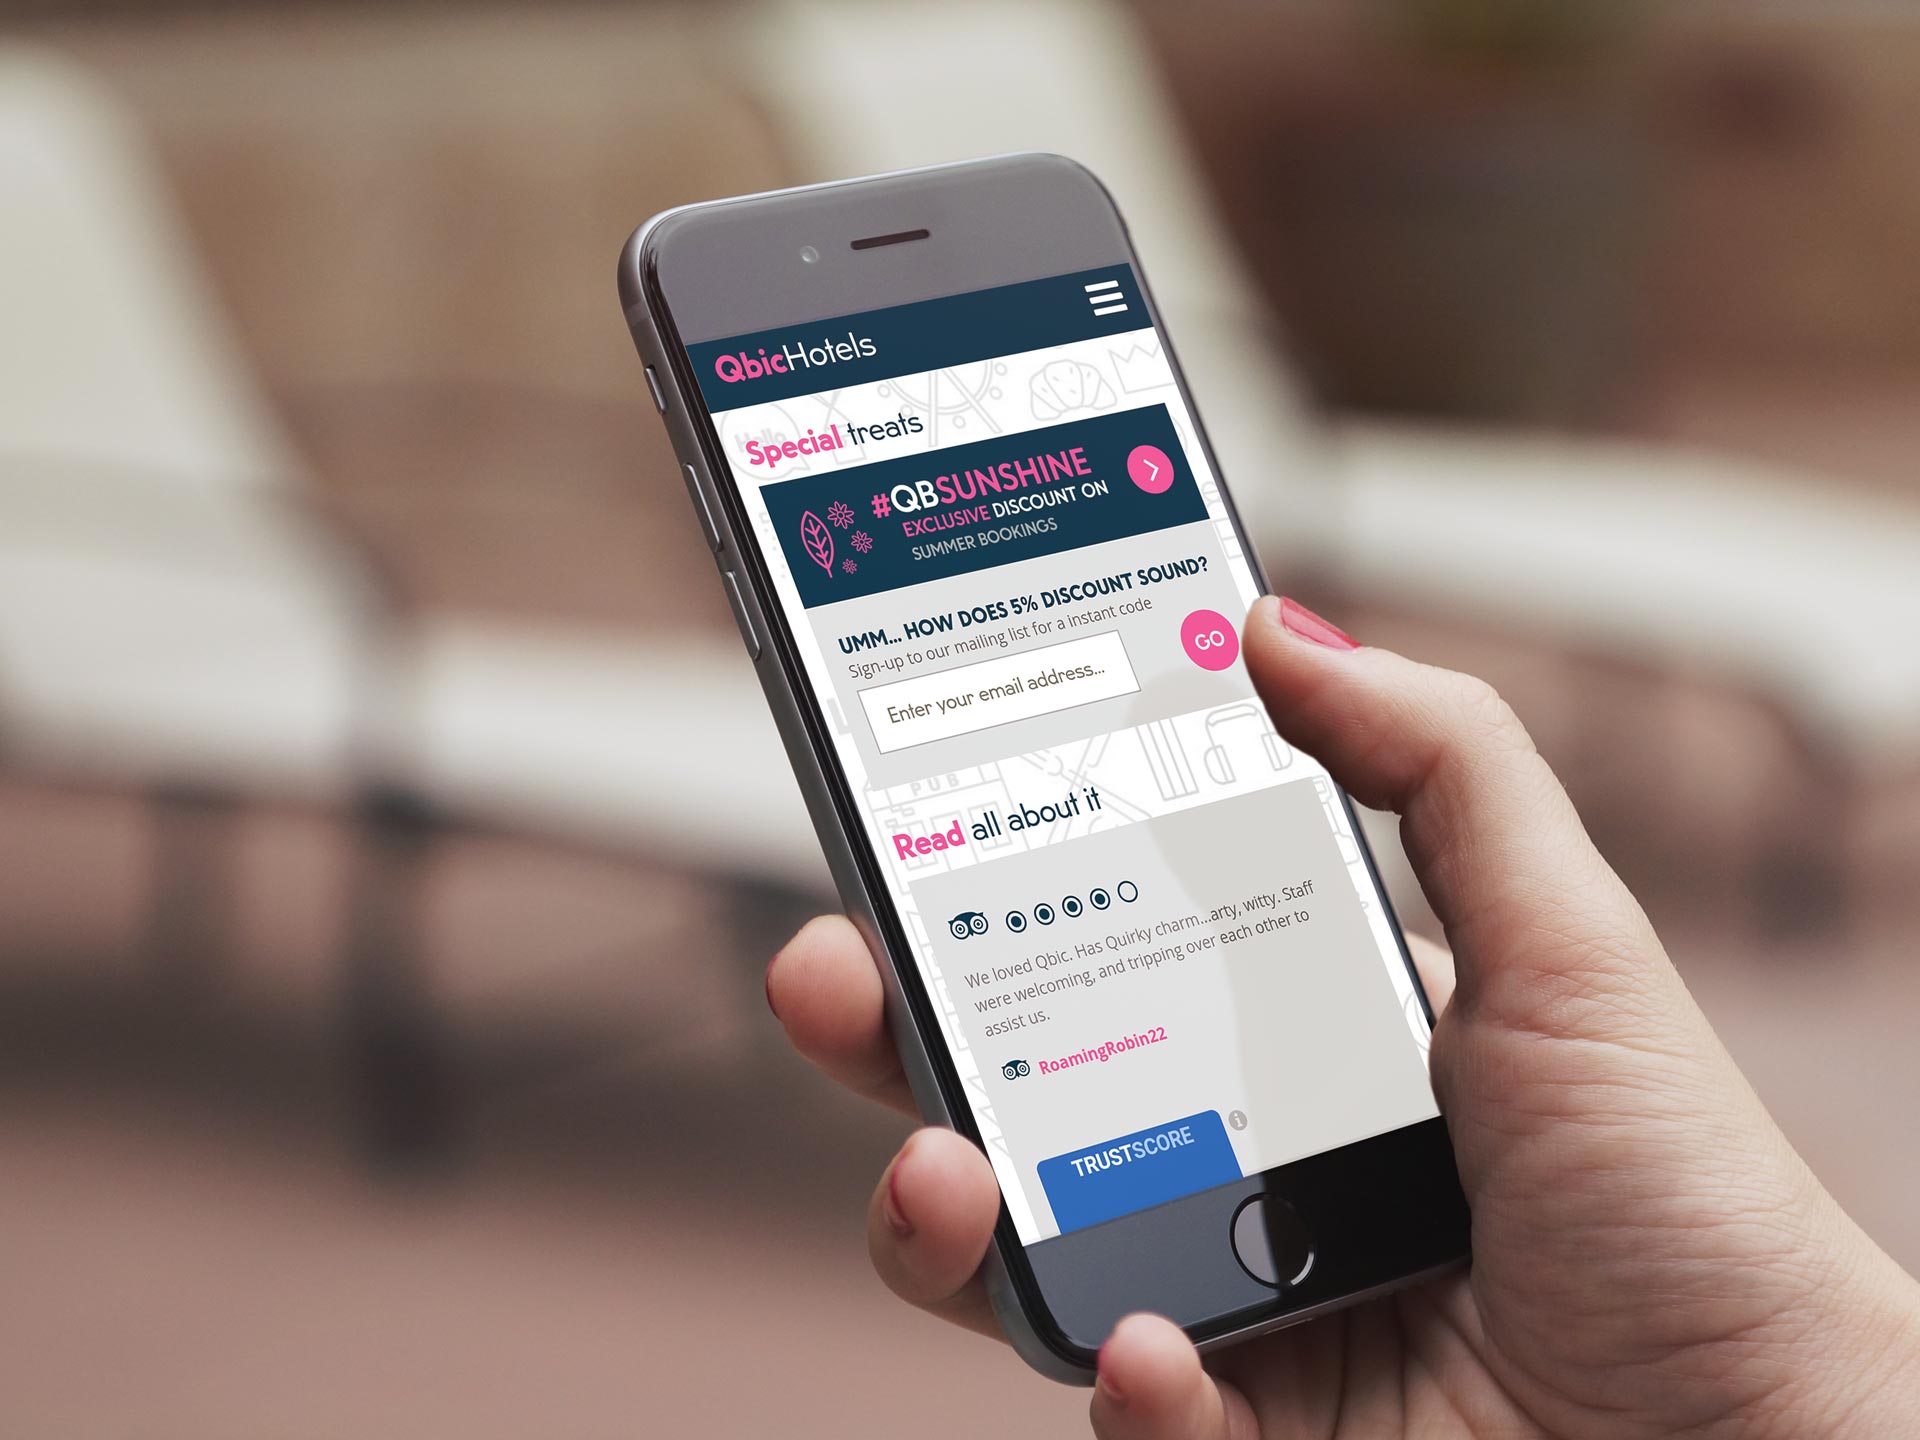 QbicHotels
Hello
Special treats
#QBSUNSHINE
EXCLUSIVE DISCOUNT ON
SUMMER BOOKINGS
UMM... HOW DOES 5% DISCOUNT SOUND?
Sign-up to our mailing list for a instant code
Enter your email address...
GO
PUB
Read all about it
We loved Qbic. Has Quirky charm...arty, witty. Staff
were welcoming, and tripping over each other to
assist us.
RoamingRobin22
TRUSTSCORE
i